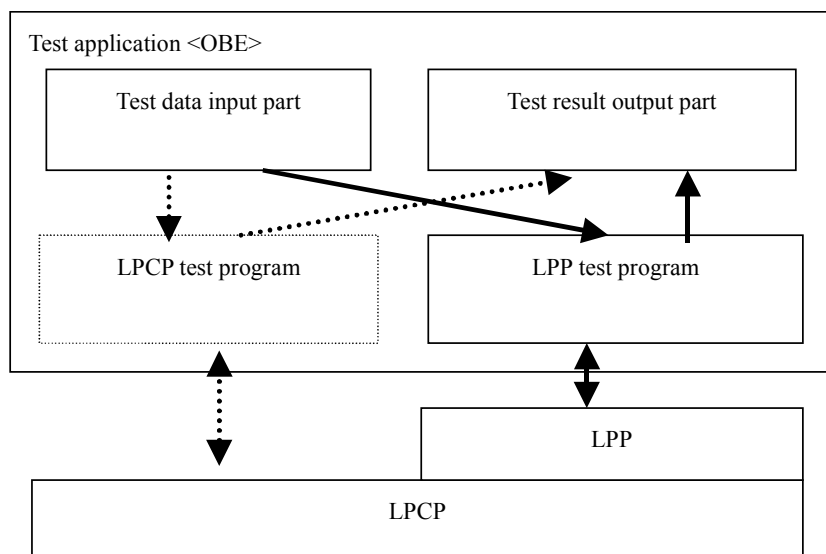 Test application <OBE>
Test data input part
Test result output part
LPCP test program
LPP test program
LPP
LPCP